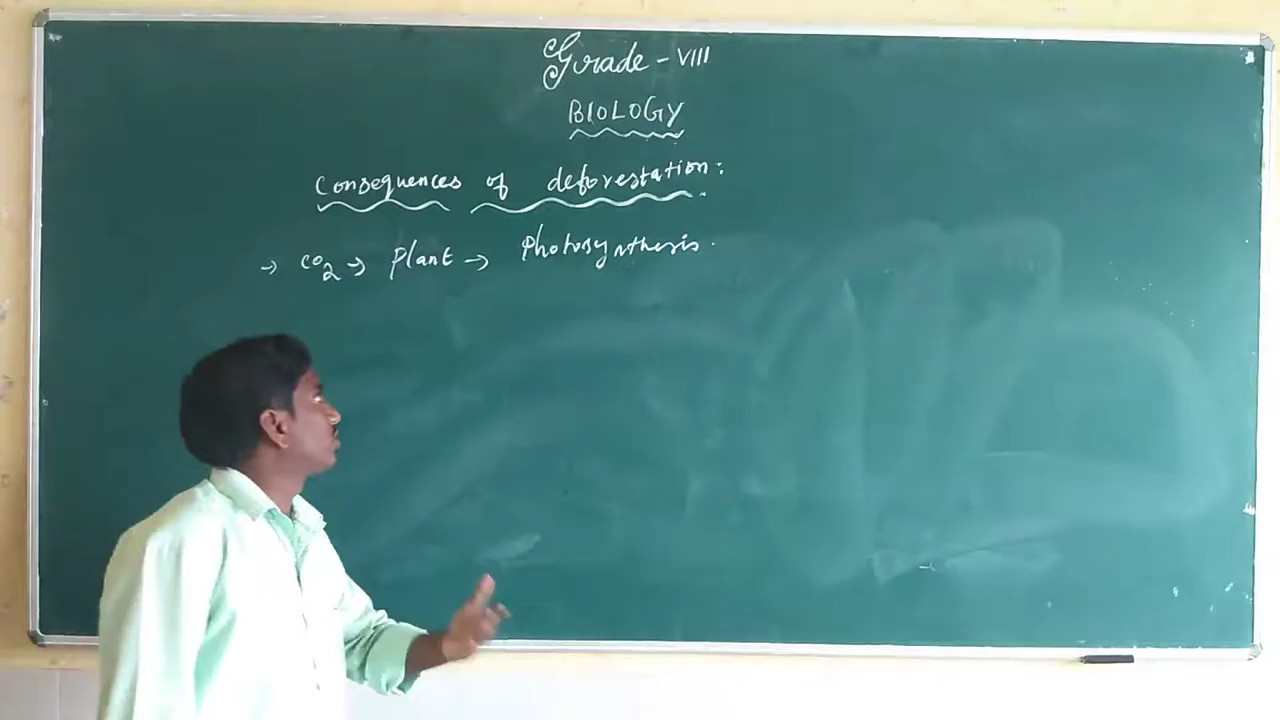 Grade - VIII
BIOLOGY
Consequences of deforestation:
→ CO2 → Plant → Photosynthesis.